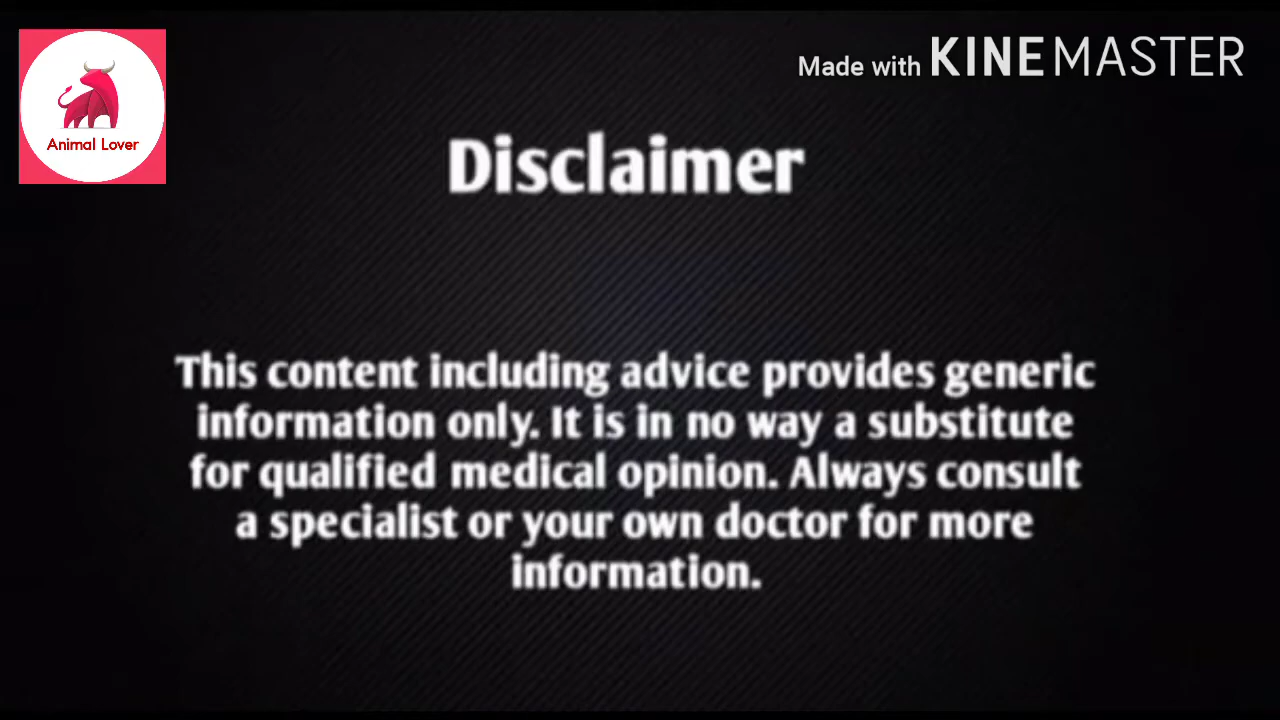 Made with KINEMASTER
Animal Lover
Disclaimer
This content including advice provides generic
information only. It is in no way a substitute
for qualified medical opinion. Always consult
a specialist or your own doctor for more
information.